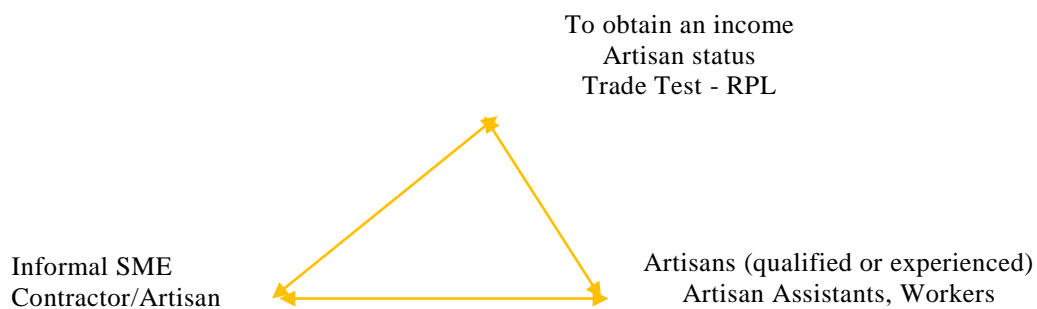 To obtain an income
Artisan status
Trade Test - RPL
Informal SME
Contractor/Artisan
Artisans (qualified or experienced)
Artisan Assistants, Workers